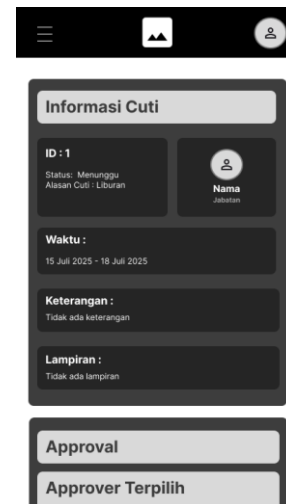 Informasi Cuti
ID : 1
Status: Menunggu
Alasan Cuti : Liburan
Nama
Jabatan
Waktu :
15 Juli 2025 - 18 Juli 2025
Keterangan :
Tidak ada keterangan
Lampiran :
Tidak ada lampiran
Approval
Approver Terpilih